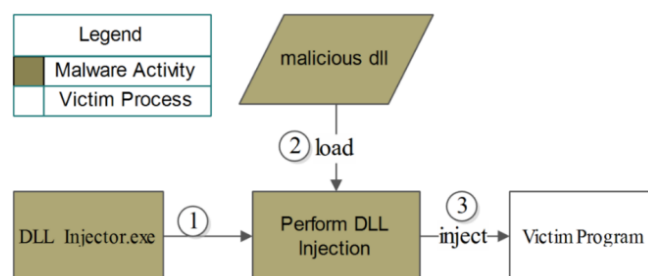 Legend
Malware Activity
Victim Process
malicious dll
2 load
DLL Injector.exe
1
Perform DLL
Injection
3
inject
Victim Program